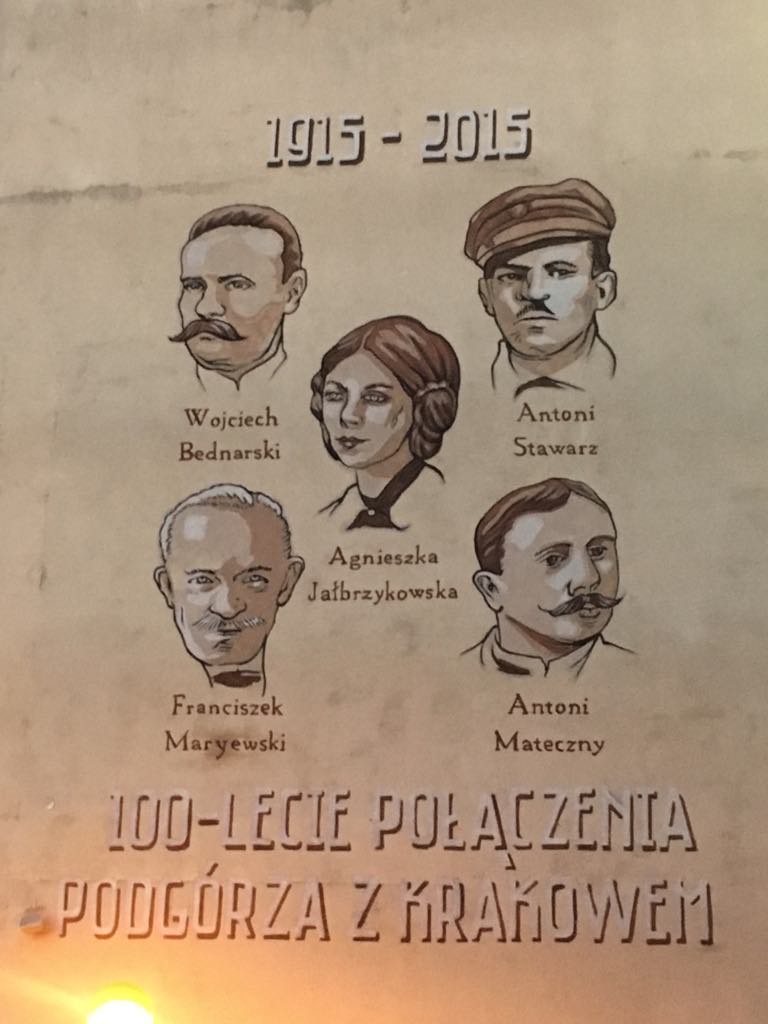 1915 - 2015
Wojciech
Bednarski
Antoni
Stawarz
Agnieszka
Jałbrzykowska
Franciszek
Maryewski
Antoni
Mateczny
100-LECIE POŁĄCZENIA
PODGÓRZA Z KRAKOWEM